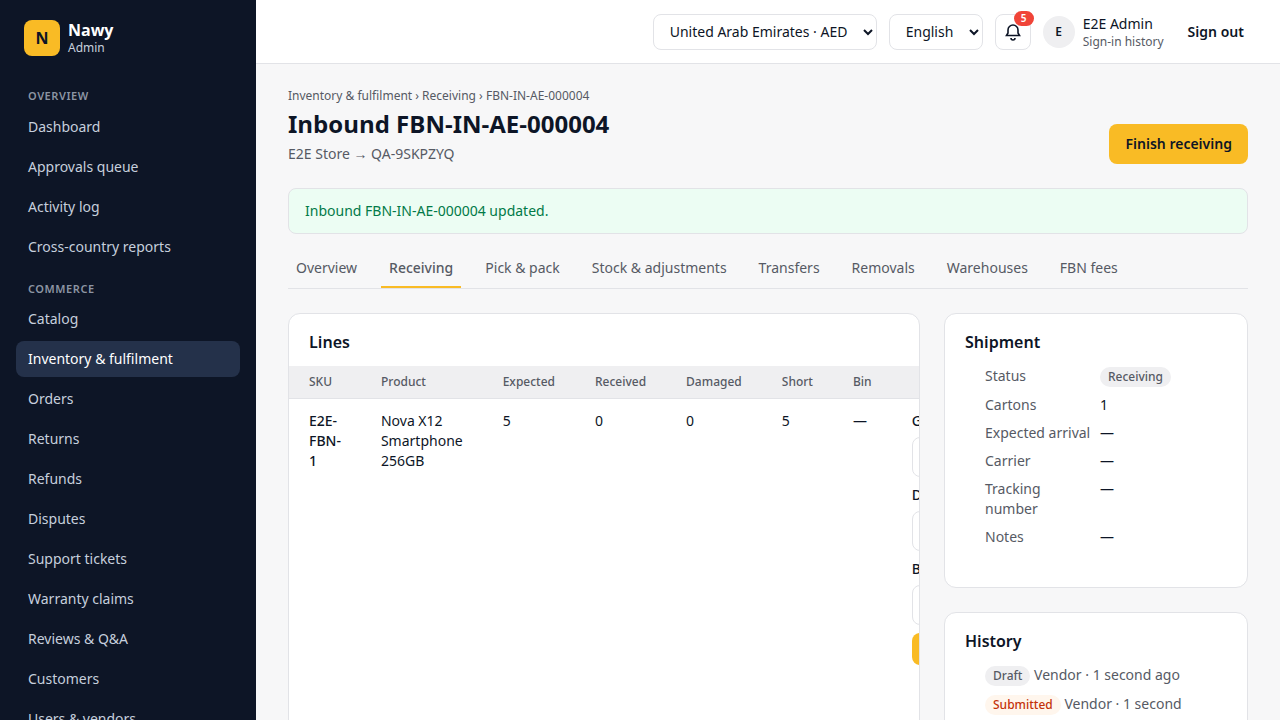 N
Nawy
Admin
OVERVIEW
Dashboard
Approvals queue
Activity log
Cross-country reports
COMMERCE
Catalog
Inventory & fulfilment
Orders
Returns
Refunds
Disputes
Support tickets
Warranty claims
Reviews & Q&A
Customers
Users & vendors
United Arab Emirates · AED
English
5
E
E2E Admin
Sign-in history
Sign out
Inventory & fulfilment › Receiving › FBN-IN-AE-000004
Inbound FBN-IN-AE-000004
E2E Store → QA-9SKPZYQ
Finish receiving
Inbound FBN-IN-AE-000004 updated.
Overview Receiving Pick & pack Stock & adjustments Transfers Removals Warehouses FBN fees
Lines
SKU Product Expected Received Damaged Short Bin
E2E-FBN-1 Nova X12 Smartphone 256GB 5 0 0 5 —
Shipment
Status Receiving
Cartons 1
Expected arrival —
Carrier —
Tracking number —
Notes —
History
Draft Vendor · 1 second ago
Submitted Vendor · 1 second